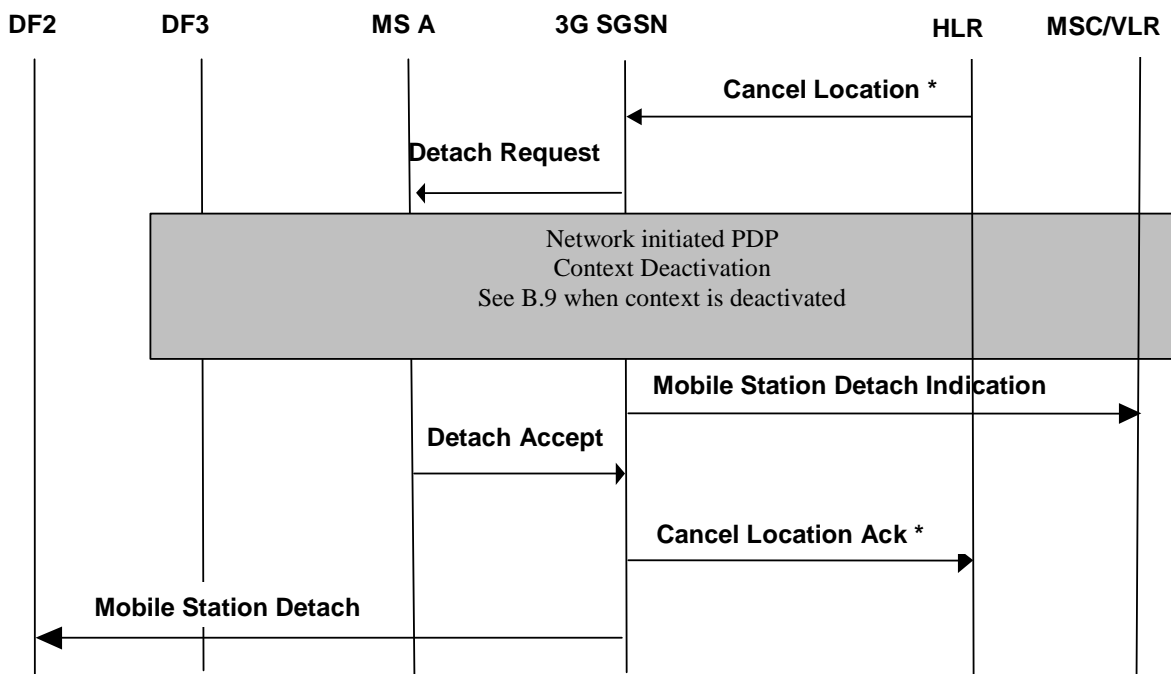 DF2 DF3 MS A 3G SGSN HLR MSC/VLR
Cancel Location *
Detach Request
Network initiated PDP
Context Deactivation
See B.9 when context is deactivated
Mobile Station Detach Indication
Detach Accept
Cancel Location Ack *
Mobile Station Detach